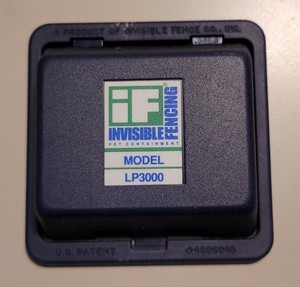 A PRODUCT OF INVISIBLE FENCE CO., INC.
iF
INVISIBLE
FENCING
PET CONTAINMENT
MODEL
LP3000
U.S. PATENT